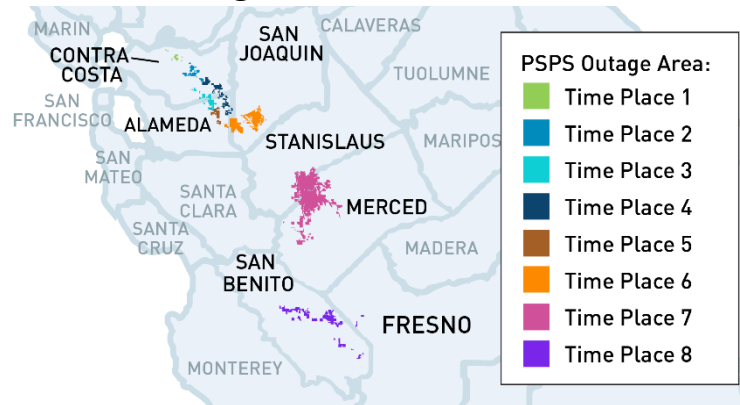 MARIN
CALAVERAS
SAN
JOAQUIN
CONTRA
COSTA
TUOLUMNE
SAN
FRANCISCO
ALAMEDA
STANISLAUS
MARIPOS
SAN
MATEO
SANTA
CLARA
MERCED
SANTA
CRUZ
MADERA
SAN
BENITO
FRESNO
MONTEREY
PSPS Outage Area:
Time Place 1
Time Place 2
Time Place 3
Time Place 4
Time Place 5
Time Place 6
Time Place 7
Time Place 8